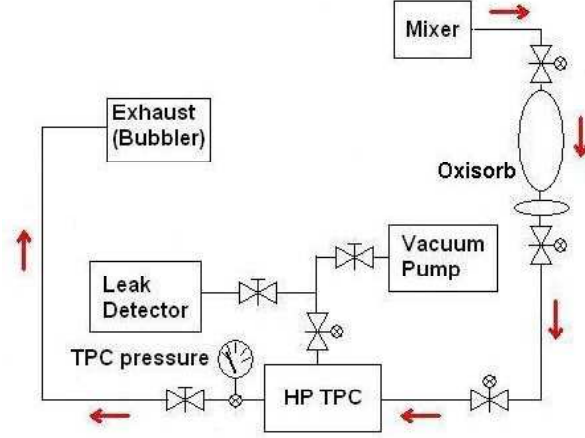 Mixer
Exhaust
(Bubbler)
Oxisorb
Vacuum
Pump
Leak
Detector
TPC pressure
HP TPC